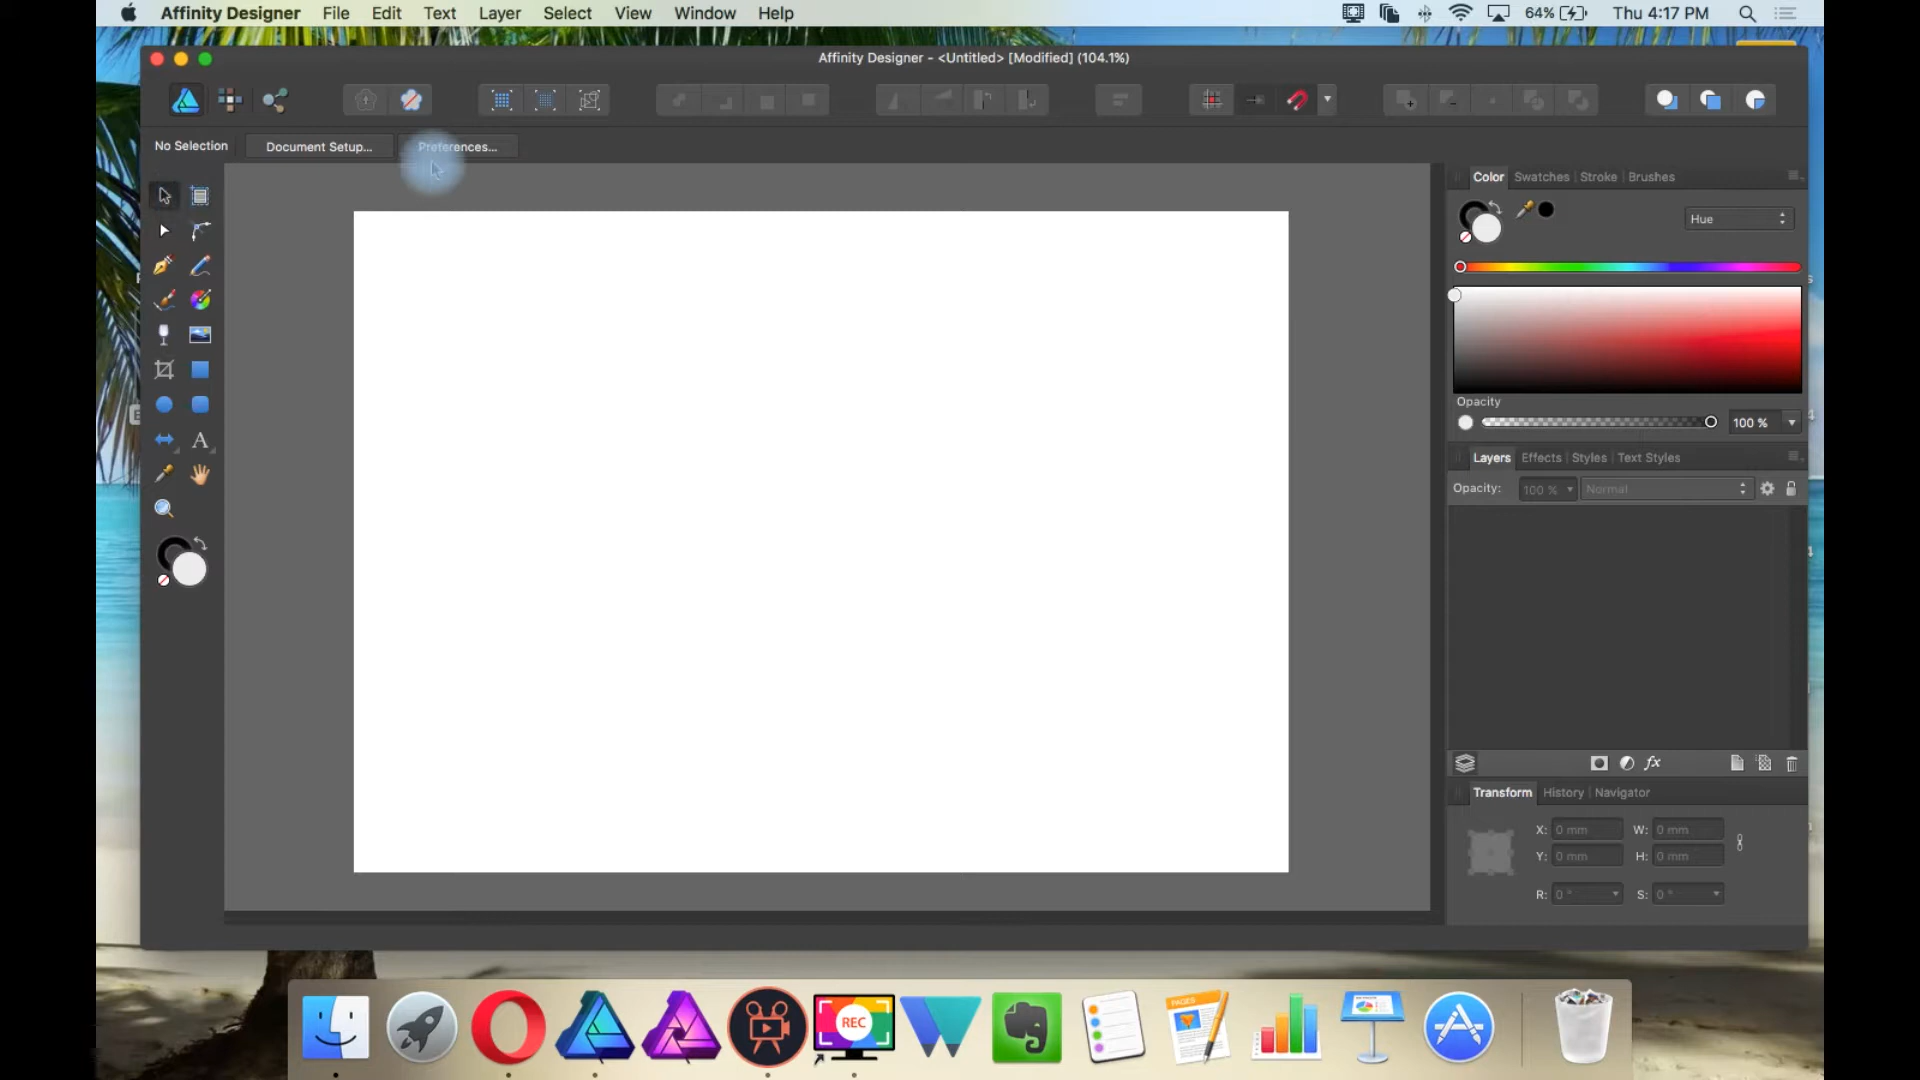 Affinity Designer File Edit Text Layer Select View Window Help 64% Thu 4:17 PM
Affinity Designer - <Untitled> [Modified] (104.1%)
No Selection Document Setup... Preferences...
Color Swatches Stroke Brushes
Hue
Opacity
100 %
Layers Effects Styles Text Styles
Opacity: 100 % Normal
fx
Transform History Navigator
X: 0 mm W: 0 mm
Y: 0 mm H: 0 mm
R: 0 ° S: 0 °
A
REC
PAGES